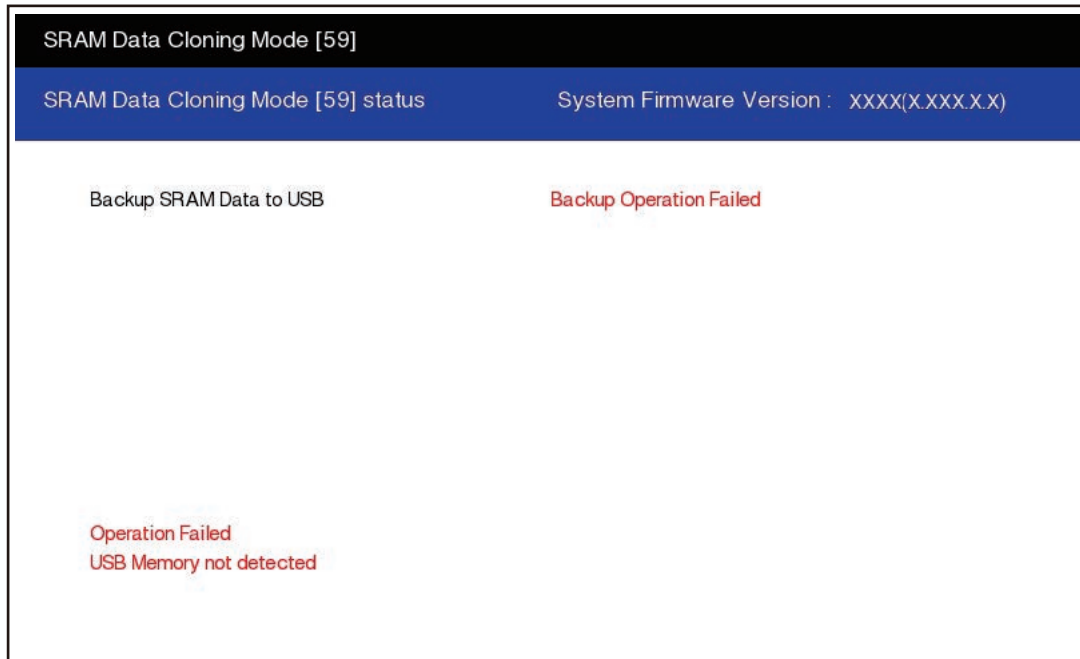 SRAM Data Cloning Mode [59]
SRAM Data Cloning Mode [59] status System Firmware Version : XXXX(X.XXX.X.X)
Backup SRAM Data to USB Backup Operation Failed
Operation Failed
USB Memory not detected